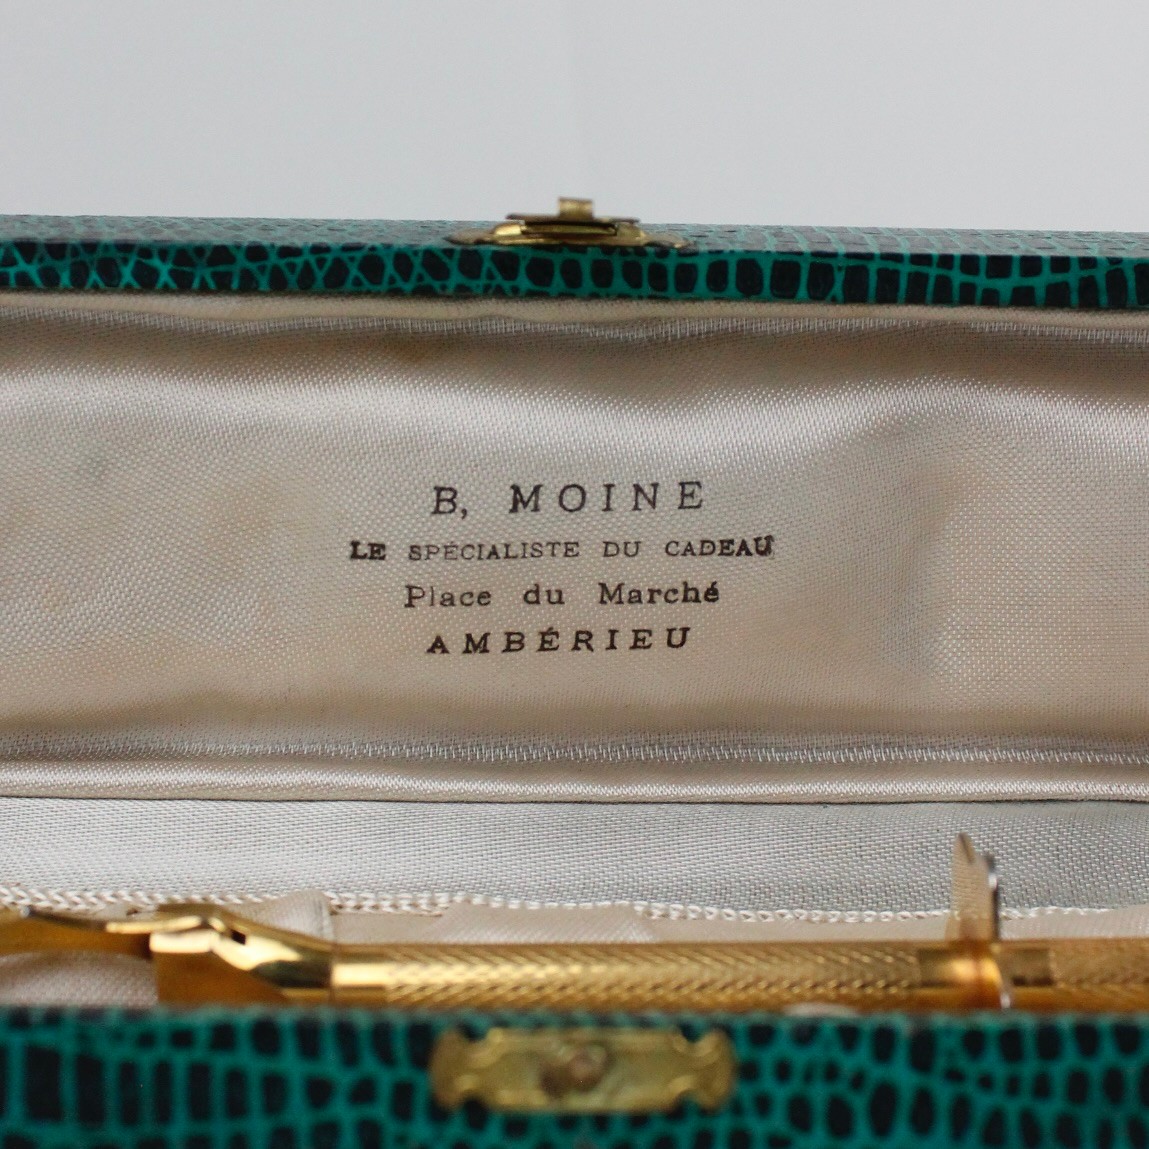 B, MOINE
LE SPÉCIALISTE DU CADEAU
Place du Marché
AMBÉRIEU